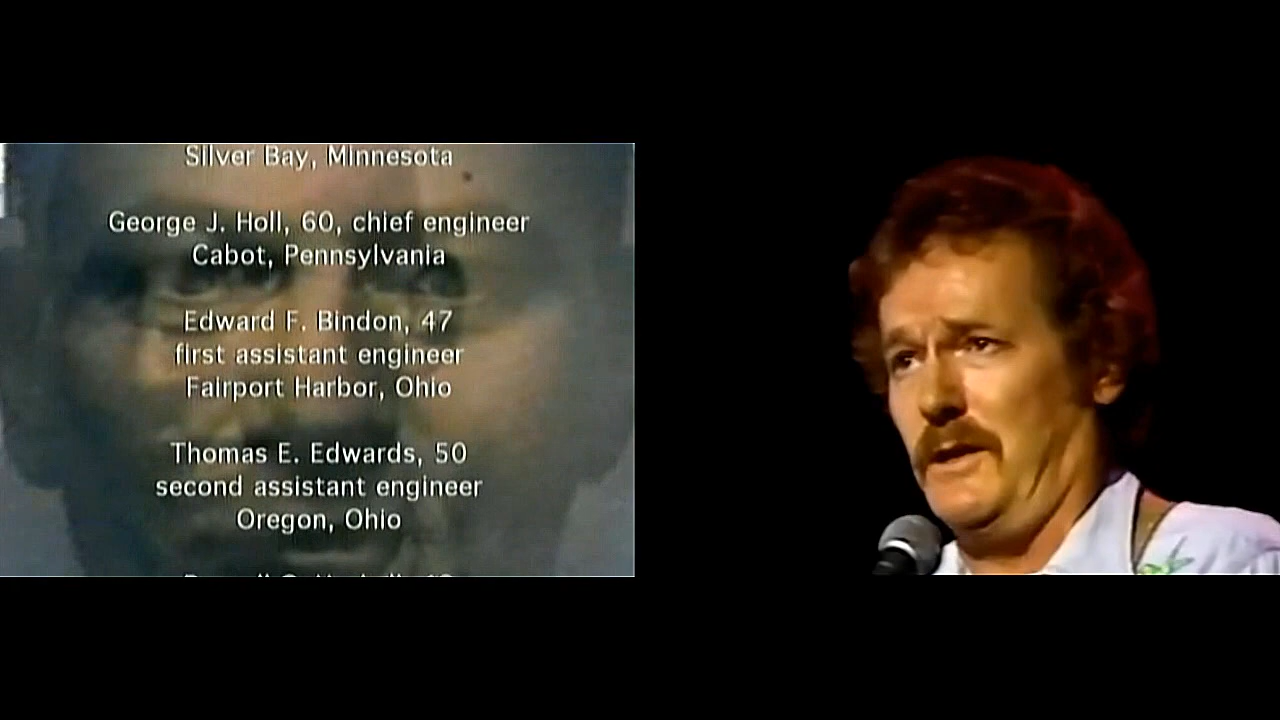 Silver Bay, Minnesota
George J. Holl, 60, chief engineer
Cabot, Pennsylvania
Edward F. Bindon, 47
first assistant engineer
Fairport Harbor, Ohio
Thomas E. Edwards, 50
second assistant engineer
Oregon, Ohio